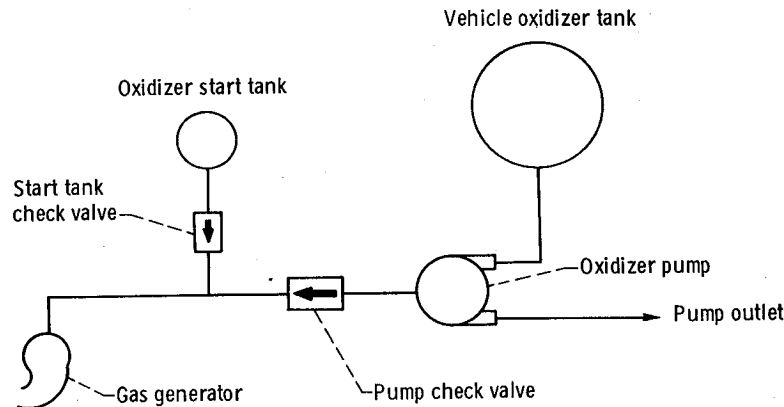 Vehicle oxidizer tank
Oxidizer start tank
Start tank
check valve
Oxidizer pump
Pump outlet
Gas generator
Pump check valve